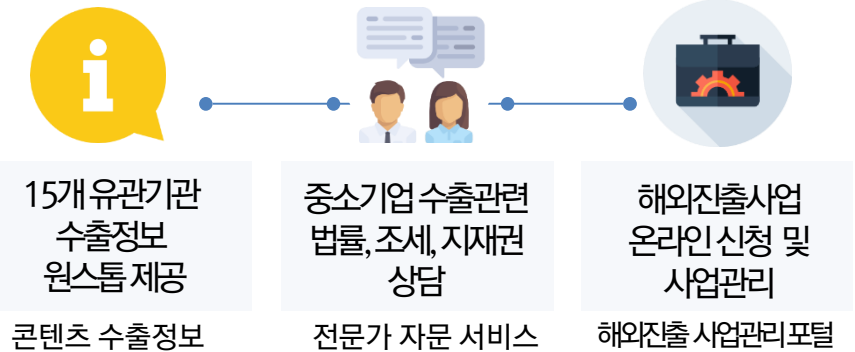 15개 유관기관
수출정보
원스톱 제공
중소기업 수출관련
법률, 조세, 지재권
상담
해외진출사업
온라인 신청 및
사업관리
콘텐츠 수출정보
전문가 자문 서비스
해외진출 사업관리 포털